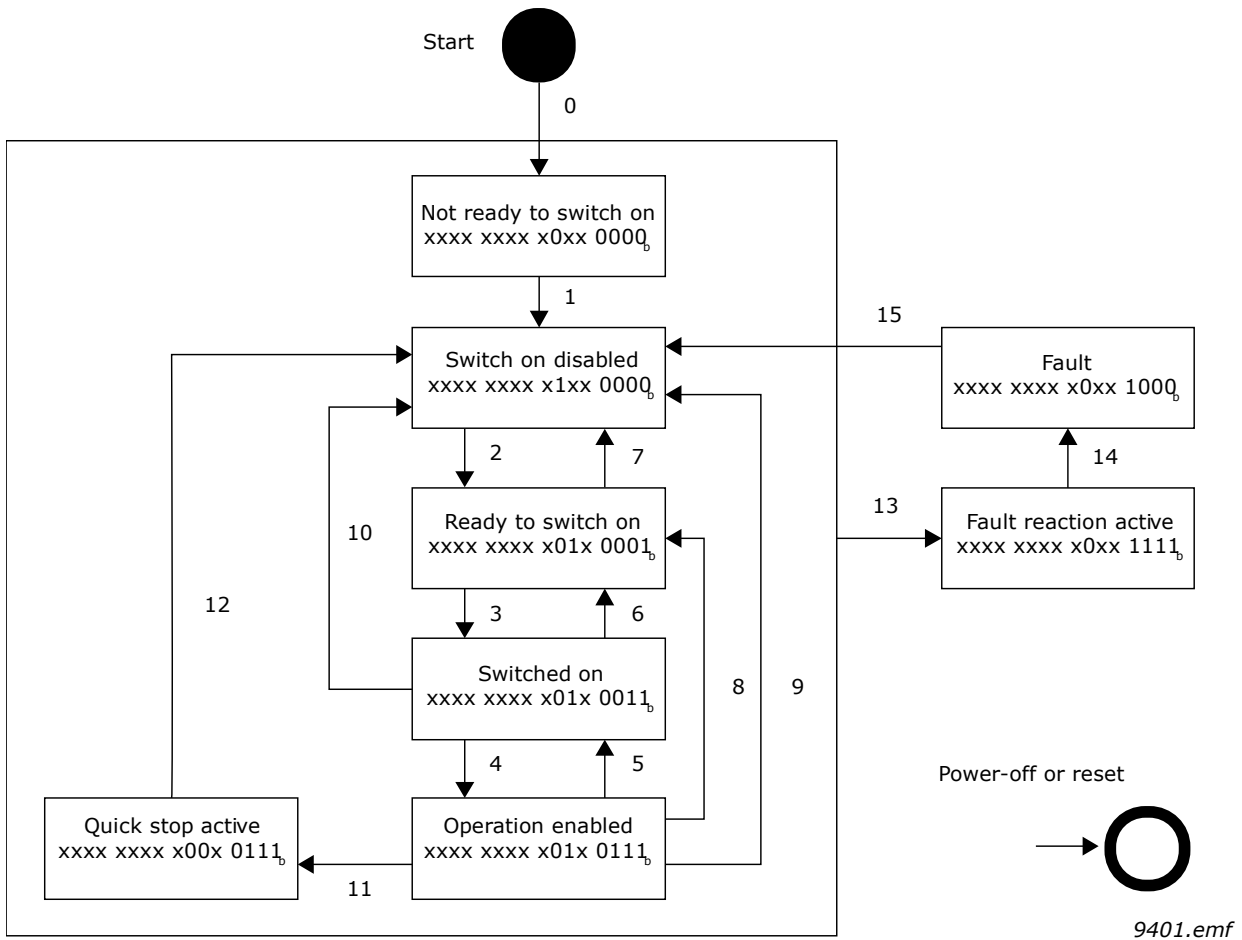 Start
0
Not ready to switch on
xxxx xxxx x0xx 0000b
1
15
Switch on disabled
xxxx xxxx x1xx 0000b
Fault
xxxx xxxx x0xx 1000b
2
7
14
Ready to switch on
xxxx xxxx x01x 0001b
10
13
Fault reaction active
xxxx xxxx x0xx 1111b
12
3
6
Switched on
xxxx xxxx x01x 0011b
8
9
4
5
Power-off or reset
Quick stop active
xxxx xxxx x00x 0111b
Operation enabled
xxxx xxxx x01x 0111b
11
9401.emf